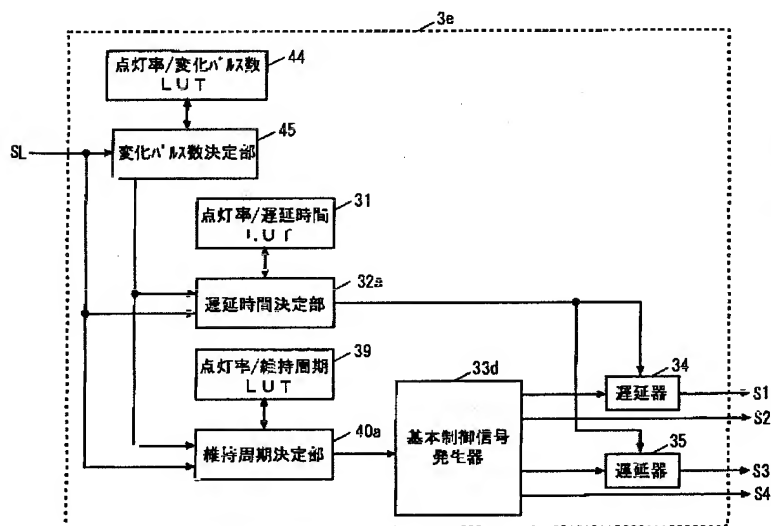 3e
点灯率/変化パルス数
LUT
44
SL
変化パルス数決定部
45
点灯率/遅延時間
LUT
31
遅延時間決定部
32a
点灯率/維持周期
LUT
39
維持周期決定部
40a
基本制御信号
発生器
33d
遅延器
34
S1
S2
遅延器
35
S3
S4